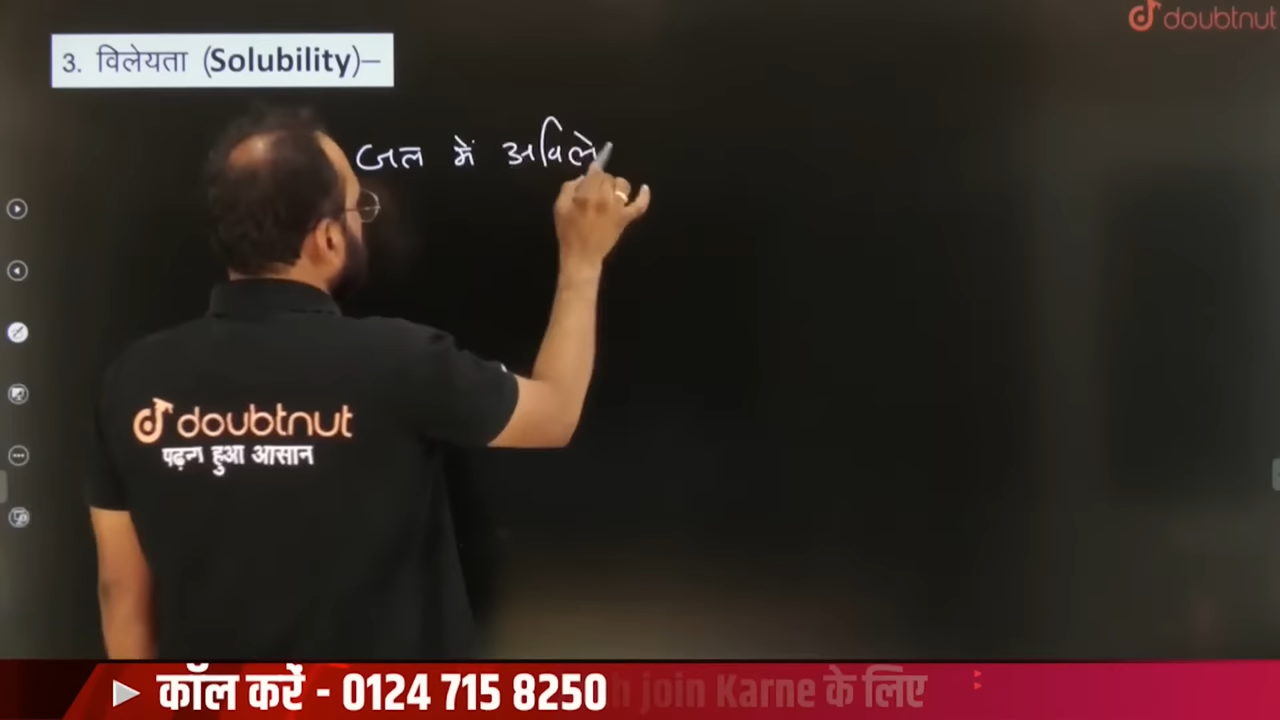 doubtnut
3. विलेयता (Solubility)–
जल में अविले
doubtnut
पढ़ना हुआ आसान
कॉल करें - 0124 715 8250 join Karne के लिए